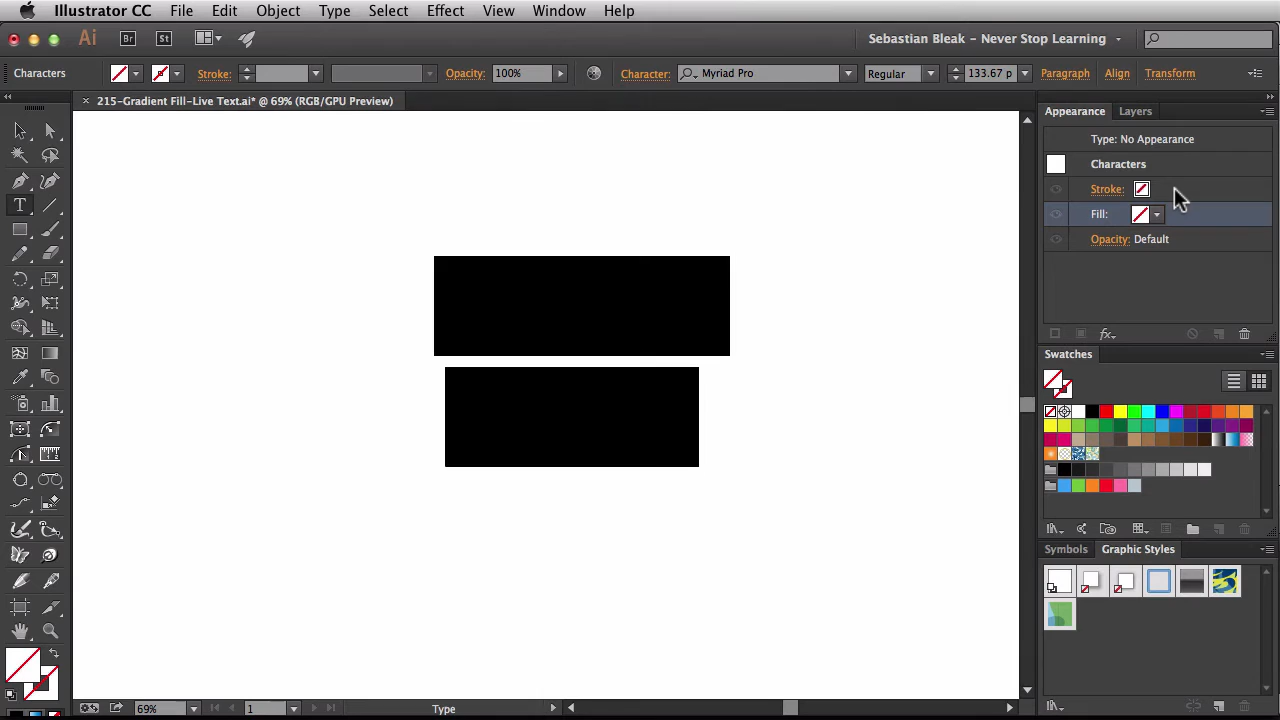 Illustrator CC File Edit Object Type Select Effect View Window Help
Ai Br St Sebastian Bleak – Never Stop Learning
Characters Stroke: Opacity: 100% Character: Myriad Pro Regular 133.67 p Paragraph Align Transform
× 215-Gradient Fill-Live Text.ai* @ 69% (RGB/GPU Preview)
Appearance Layers
Type: No Appearance
Characters
Stroke:
Fill:
Opacity: Default
fx
Swatches
Symbols Graphic Styles
T
69% 1 Type